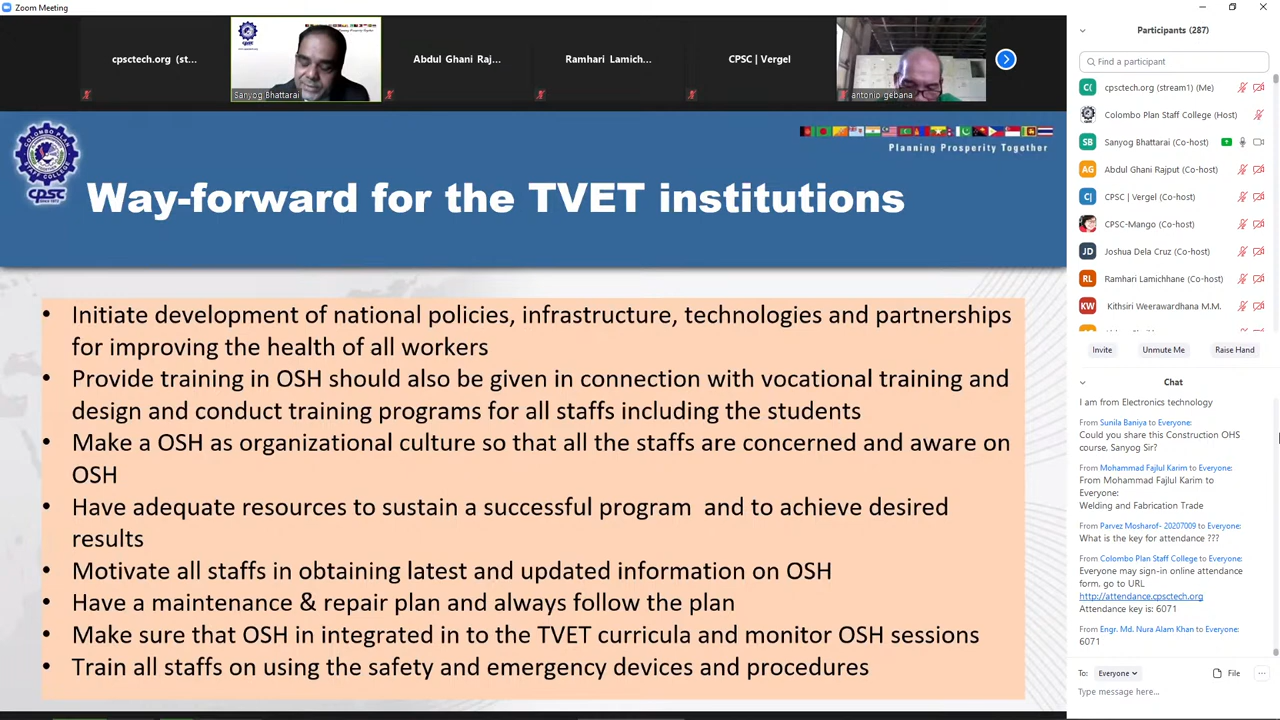 Zoom Meeting
cpsctech.org (st...
Sanyog Bhattarai
Abdul Ghani Raj...
Ramhari Lamich...
CPSC | Vergel
antonio gebana
COLOMBO PLAN STAFF COLLEGE
cpsc
Planning Prosperity Together
Way-forward for the TVET institutions
• Initiate development of national policies, infrastructure, technologies and partnerships
for improving the health of all workers
• Provide training in OSH should also be given in connection with vocational training and
design and conduct training programs for all staffs including the students
• Make a OSH as organizational culture so that all the staffs are concerned and aware on
OSH
• Have adequate resources to sustain a successful program and to achieve desired
results
• Motivate all staffs in obtaining latest and updated information on OSH
• Have a maintenance & repair plan and always follow the plan
• Make sure that OSH in integrated in to the TVET curricula and monitor OSH sessions
• Train all staffs on using the safety and emergency devices and procedures
Participants (287)
Find a participant
C( cpsctech.org (stream1) (Me)
Colombo Plan Staff College (Host)
SB Sanyog Bhattarai (Co-host)
AG Abdul Ghani Rajput (Co-host)
C| CPSC | Vergel (Co-host)
CPSC-Mango (Co-host)
JD Joshua Dela Cruz (Co-host)
RL Ramhari Lamichhane (Co-host)
KW Kithsiri Weerawardhana M.M.
Invite Unmute Me Raise Hand
Chat
I am from Electronics technology
From Sunila Baniya to Everyone:
Could you share this Construction OHS
course, Sanyog Sir?
From Mohammad Fajlul Karim to Everyone:
From Mohammad Fajlul Karim to
Everyone:
Welding and Fabrication Trade
From Parvez Mosharof- 20207009 to Everyone:
What is the key for attendance ???
From Colombo Plan Staff College to Everyone:
Everyone may sign-in online attendance
form, go to URL
http://attendance.cpsctech.org
Attendance key is: 6071
From Engr. Md. Nura Alam Khan to Everyone:
6071
To: Everyone File ...
Type message here...